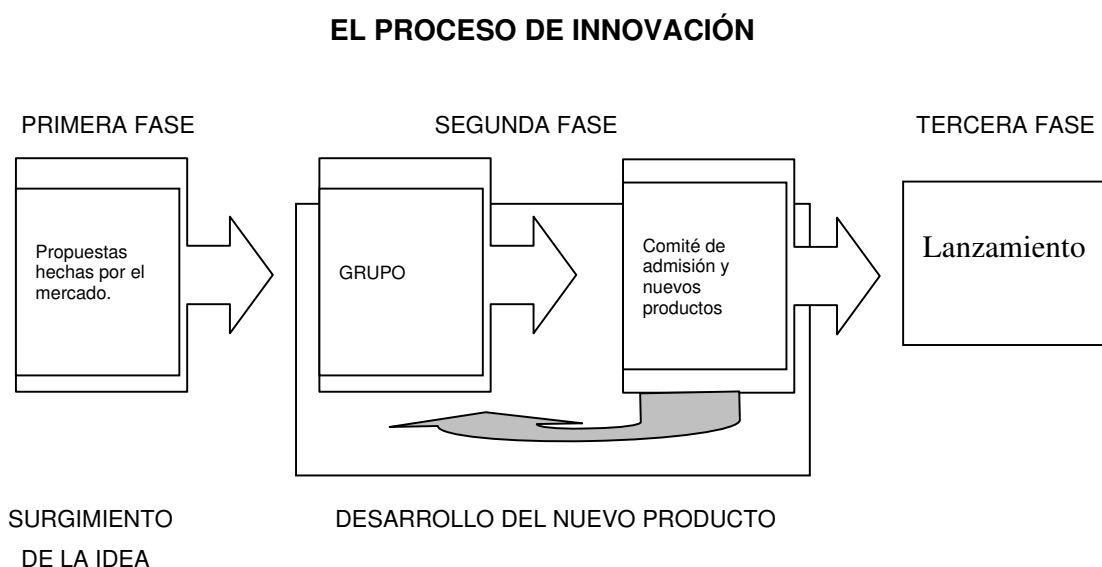 EL PROCESO DE INNOVACIÓN
PRIMERA FASE
SEGUNDA FASE
TERCERA FASE
Propuestas
hechas por el
mercado.
GRUPO
Comité de
admisión y
nuevos
productos
Lanzamiento
SURGIMIENTO
DE LA IDEA
DESARROLLO DEL NUEVO PRODUCTO